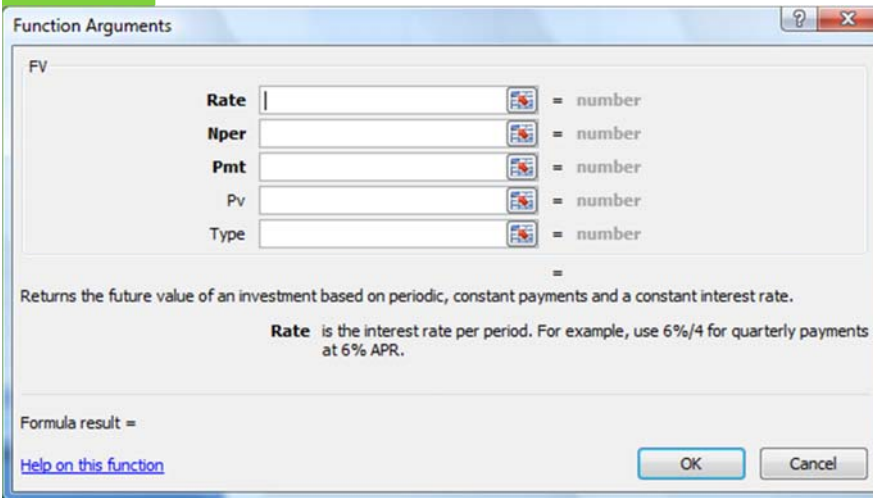 Function Arguments
FV
Rate = number
Nper = number
Pmt = number
Pv = number
Type = number
=
Returns the future value of an investment based on periodic, constant payments and a constant interest rate.
Rate is the interest rate per period. For example, use 6%/4 for quarterly payments
at 6% APR.
Formula result =
Help on this function OK Cancel